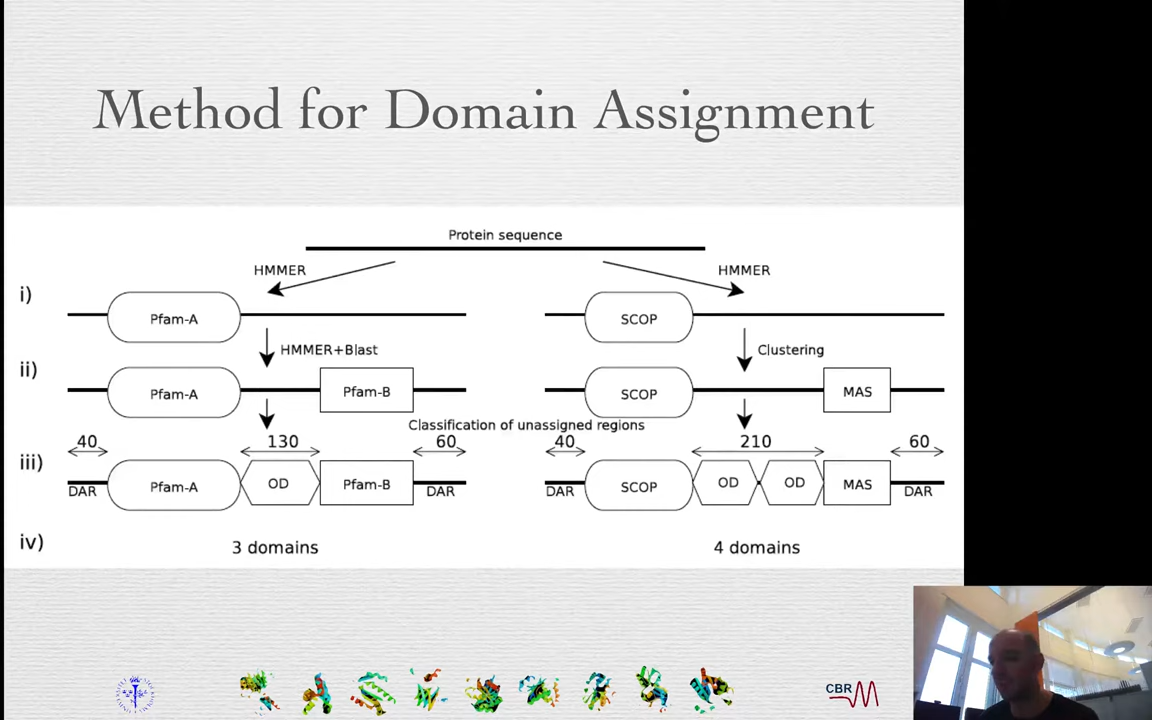 Method for Domain Assignment
Protein sequence
HMMER HMMER
i) Pfam-A SCOP
HMMER+Blast Clustering
ii) Pfam-A Pfam-B SCOP MAS
Classification of unassigned regions
40 130 60 40 210 60
iii) DAR Pfam-A OD Pfam-B DAR DAR SCOP OD OD MAS DAR
iv) 3 domains 4 domains
CBR